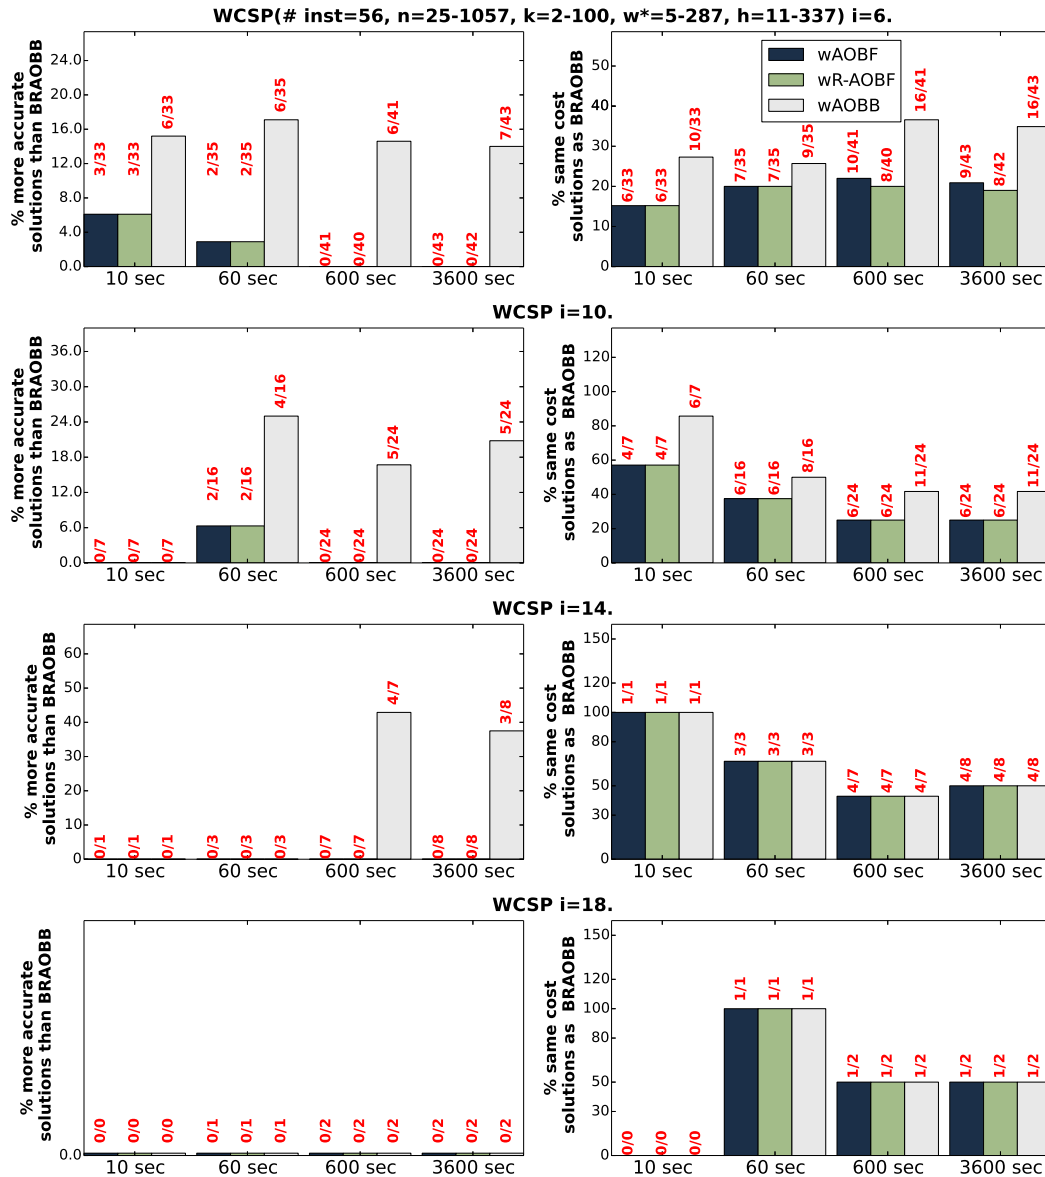 WCSP(# inst=56, n=25-1057, k=2-100, w*=5-287, h=11-337) i=6.
% more accurate
solutions than BRAOBB
24.0
20.0
16.0
12.0
8.0
4.0
0.0
3/33
3/33
6/33
2/35
2/35
6/35
0/41
0/40
6/41
0/43
0/42
7/43
10 sec
60 sec
600 sec
3600 sec
% same cost
solutions as BRAOBB
50
40
30
20
10
0
wAOBF
wR-AOBF
wAOBB
6/33
6/33
10/33
7/35
7/35
9/35
10/41
8/40
16/41
9/43
8/42
16/43
10 sec
60 sec
600 sec
3600 sec
WCSP i=10.
% more accurate
solutions than BRAOBB
36.0
30.0
24.0
18.0
12.0
6.0
0.0
0/7
0/7
0/7
2/16
2/16
4/16
0/24
0/24
5/24
0/24
0/24
5/24
10 sec
60 sec
600 sec
3600 sec
% same cost
solutions as BRAOBB
120
100
80
60
40
20
0
4/7
4/7
6/7
6/16
6/16
8/16
6/24
6/24
11/24
6/24
6/24
11/24
10 sec
60 sec
600 sec
3600 sec
WCSP i=14.
% more accurate
solutions than BRAOBB
60
50
40
30
20
10
0
0/1
0/1
0/1
0/3
0/3
0/3
0/7
0/7
4/7
0/8
0/8
3/8
10 sec
60 sec
600 sec
3600 sec
% same cost
solutions as BRAOBB
150
120
100
80
50
30
0
1/1
1/1
1/1
3/3
3/3
3/3
4/7
4/7
4/7
4/8
4/8
4/8
10 sec
60 sec
600 sec
3600 sec
WCSP i=18.
% more accurate
solutions than BRAOBB
0.0
0/0
0/0
0/0
0/1
0/1
0/1
0/2
0/2
0/2
0/2
0/2
0/2
10 sec
60 sec
600 sec
3600 sec
% same cost
solutions as BRAOBB
150
120
100
80
50
30
0
0/0
0/0
0/0
1/1
1/1
1/1
1/2
1/2
1/2
1/2
1/2
1/2
10 sec
60 sec
600 sec
3600 sec